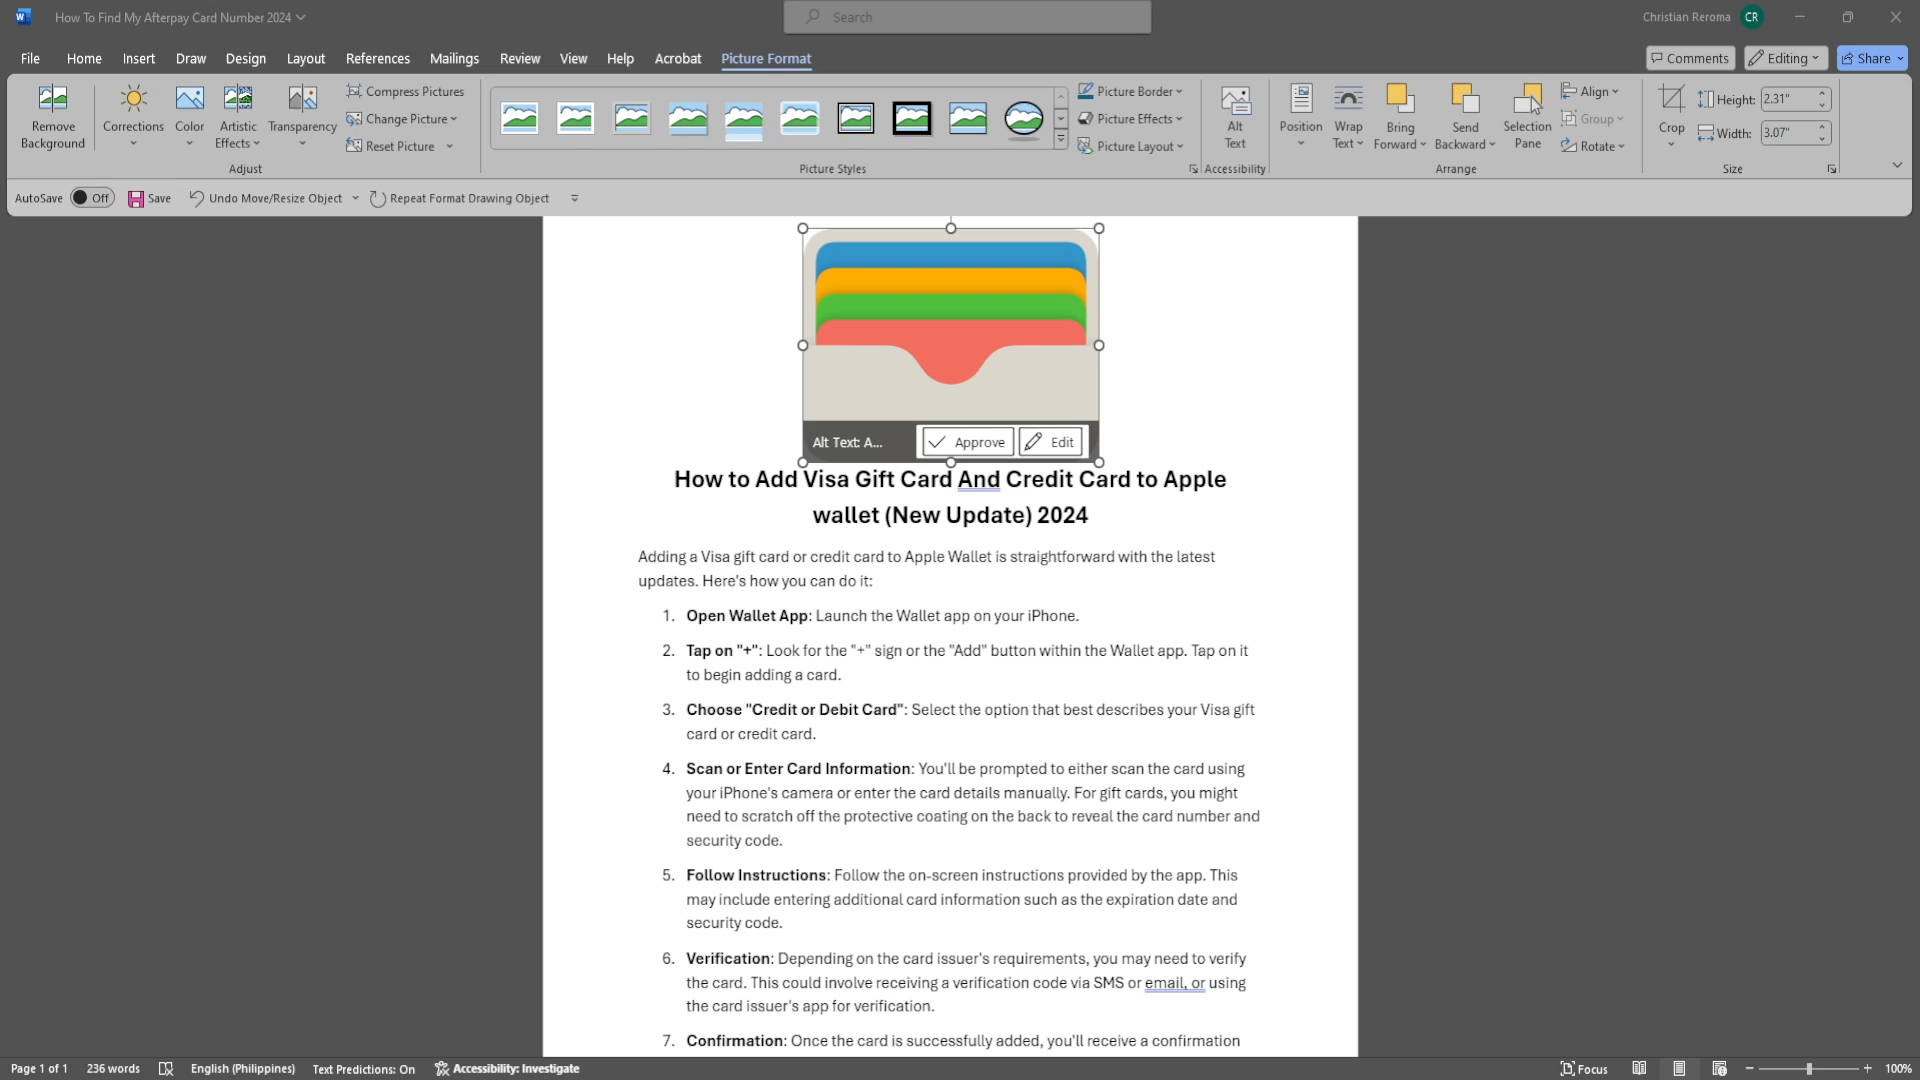 How To Find My Afterpay Card Number 2024
Search
Christian Reroma
CR
File
Home
Insert
Draw
Design
Layout
References
Mailings
Review
View
Help
Acrobat
Picture Format
Comments
Editing
Share
Remove
Background
Corrections
Color
Artistic
Effects
Transparency
Compress Pictures
Change Picture
Reset Picture
Adjust
Picture Styles
Picture Border
Picture Effects
Picture Layout
Alt
Text
Accessibility
Position
Wrap
Text
Bring
Forward
Send
Backward
Selection
Pane
Align
Group
Rotate
Arrange
Crop
Height: 2.31"
Width: 3.07"
Size
AutoSave Off
Save
Undo Move/Resize Object
Repeat Format Drawing Object
Alt Text: A...
Approve
Edit
How to Add Visa Gift Card And Credit Card to Apple
wallet (New Update) 2024
Adding a Visa gift card or credit card to Apple Wallet is straightforward with the latest
updates. Here's how you can do it:
1. Open Wallet App: Launch the Wallet app on your iPhone.
2. Tap on "+": Look for the "+" sign or the "Add" button within the Wallet app. Tap on it
to begin adding a card.
3. Choose "Credit or Debit Card": Select the option that best describes your Visa gift
card or credit card.
4. Scan or Enter Card Information: You'll be prompted to either scan the card using
your iPhone's camera or enter the card details manually. For gift cards, you might
need to scratch off the protective coating on the back to reveal the card number and
security code.
5. Follow Instructions: Follow the on-screen instructions provided by the app. This
may include entering additional card information such as the expiration date and
security code.
6. Verification: Depending on the card issuer's requirements, you may need to verify
the card. This could involve receiving a verification code via SMS or email, or using
the card issuer's app for verification.
7. Confirmation: Once the card is successfully added, you'll receive a confirmation
Page 1 of 1
236 words
English (Philippines)
Text Predictions: On
Accessibility: Investigate
Focus
100%